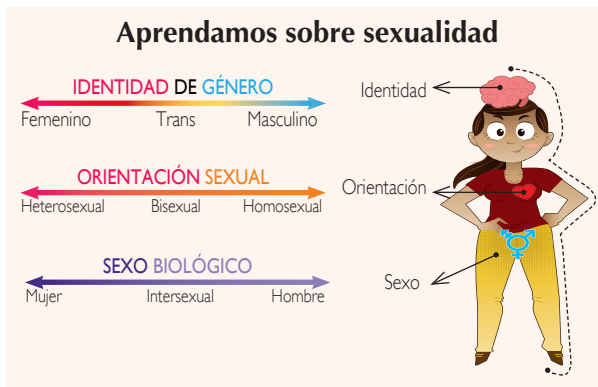 Aprendamos sobre sexualidad
IDENTIDAD DE GÉNERO
Femenino Trans Masculino
ORIENTACIÓN SEXUAL
Heterosexual Bisexual Homosexual
SEXO BIOLÓGICO
Mujer Intersexual Hombre
Identidad
Orientación
Sexo